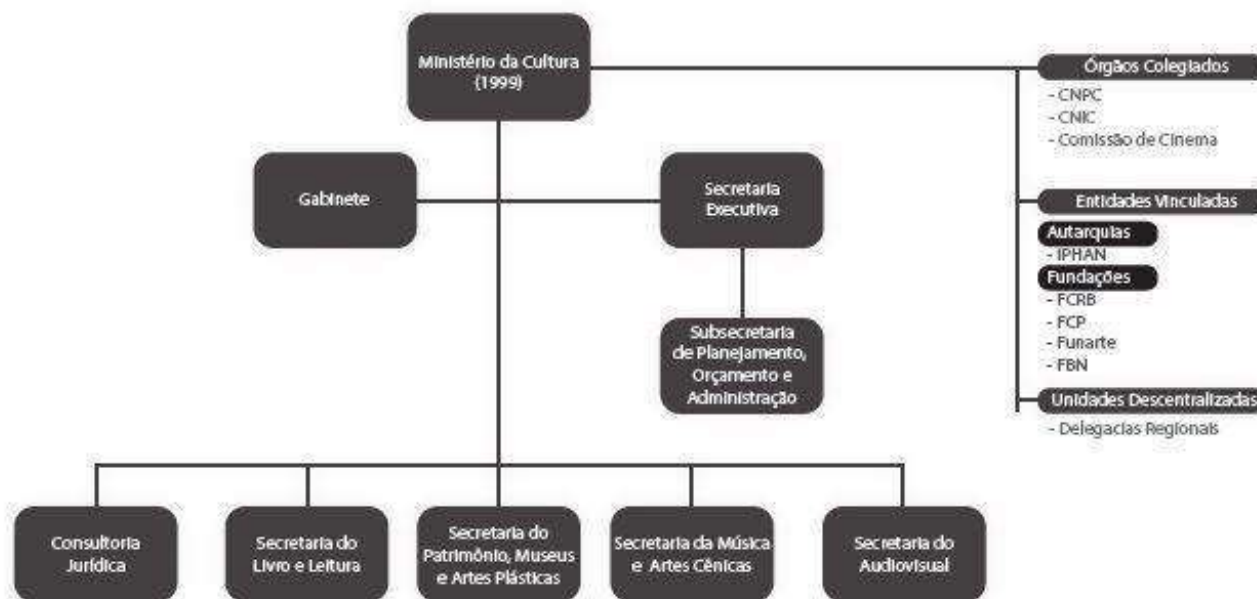 Ministério da Cultura
(1999)
Gabinete
Secretaria
Executiva
Subsecretaria
de Planejamento,
Orçamento e
Administração
Consultoria
Jurídica
Secretaria do
Livro e Leitura
Secretaria do
Patrimônio, Museus
e Artes Plásticas
Secretaria da Música
e Artes Cênicas
Secretaria do
Audiovisual
Órgãos Colegiados
- CNPC
- CNIC
- Comissão de Cinema
Entidades Vinculadas
Autarquias
- IPHAN
Fundações
- FCRB
- FCP
- Funarte
- FBN
Unidades Descentralizadas
- Delegacias Regionais